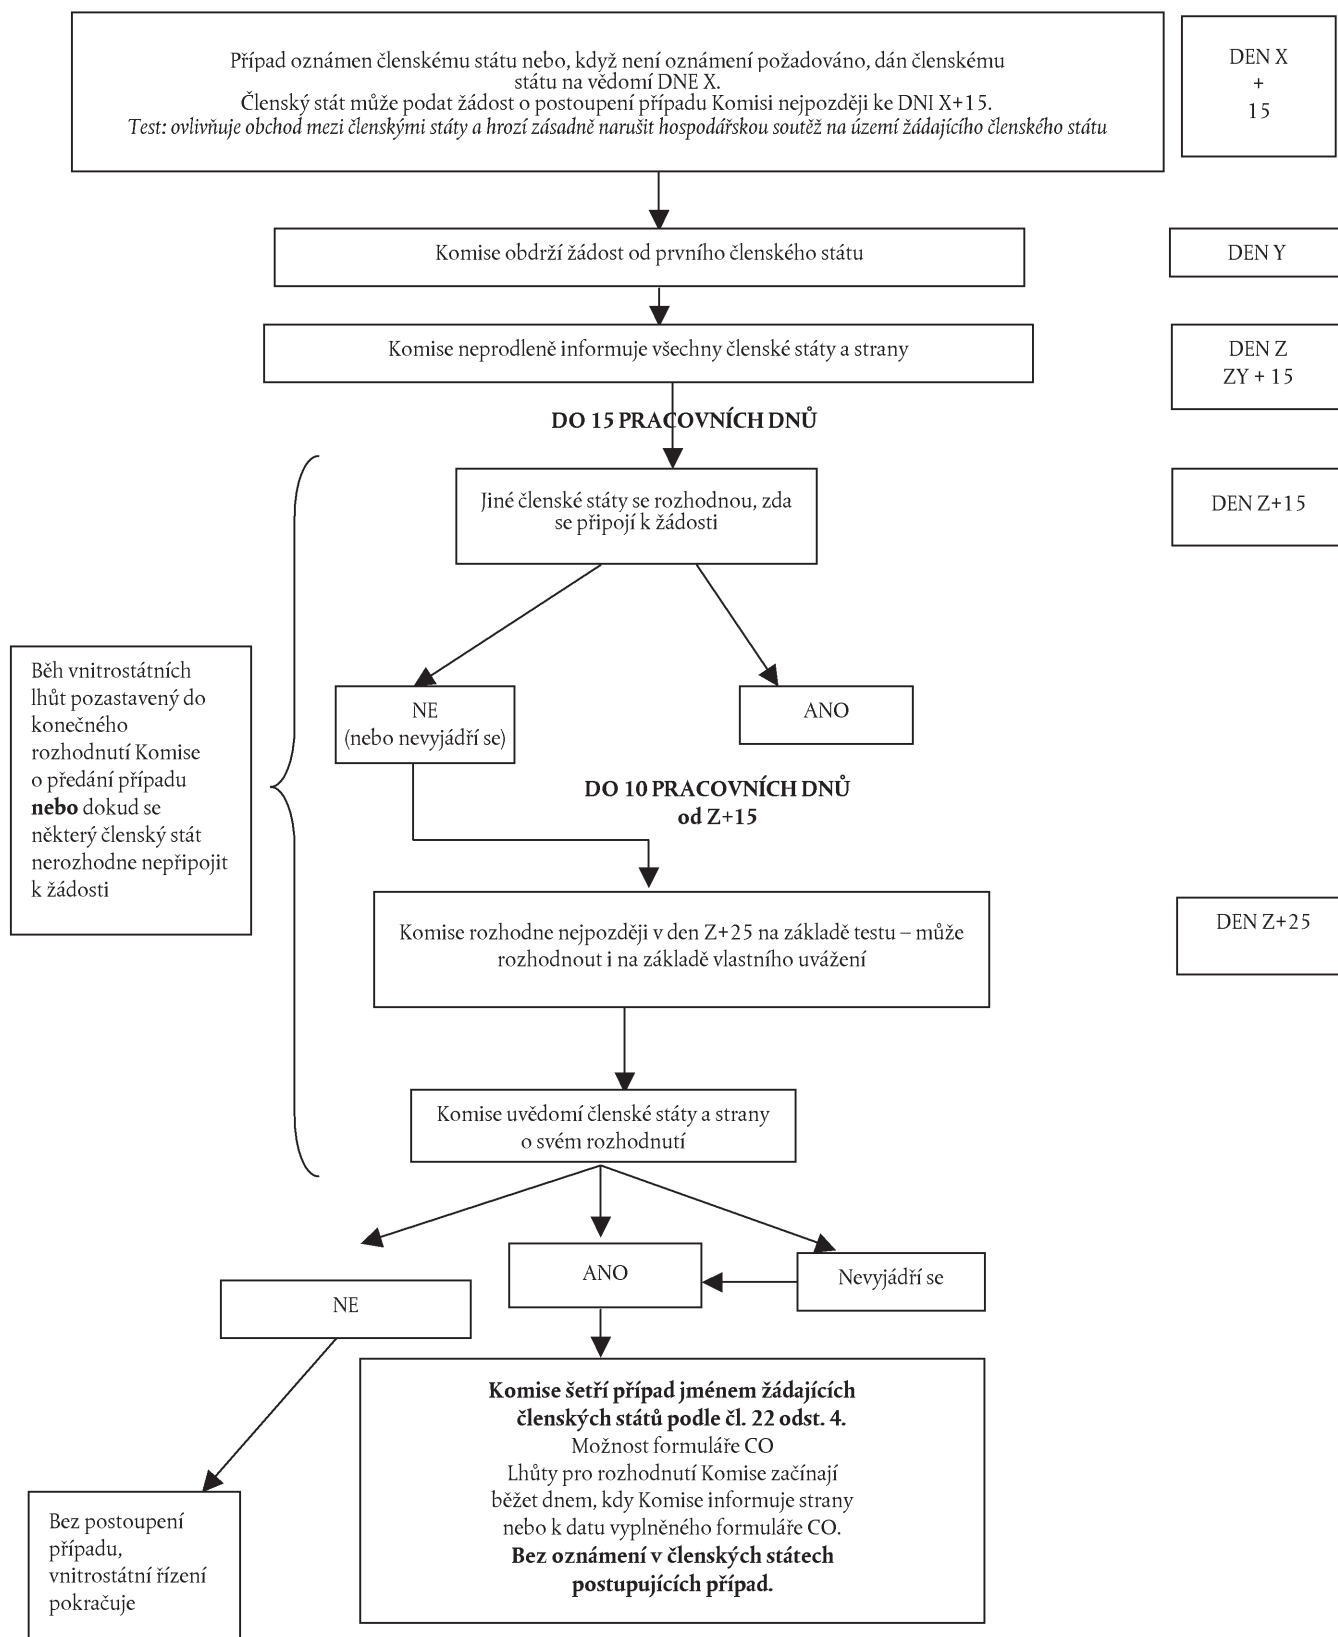 Případ oznámen členskému státu nebo, když není oznámení požadováno, dán členskému
státu na vědomí DNE X.
Členský stát může podat žádost o postoupení případu Komisi nejpozději ke DNI X+15.
Test: ovlivňuje obchod mezi členskými státy a hrozí zásadně narušit hospodářskou soutěž na území žádajícího členského státu
DEN X
+
15
Komise obdrží žádost od prvního členského státu
DEN Y
Komise neprodleně informuje všechny členské státy a strany
DEN Z
ZY + 15
DO 15 PRACOVNÍCH DNŮ
Jiné členské státy se rozhodnou, zda
se připojí k žádosti
DEN Z+15
Běh vnitrostátních
lhůt pozastavený do
konečného
rozhodnutí Komise
o předání případu
nebo dokud se
některý členský stát
nerozhodne nepřipojit
k žádosti
NE
(nebo nevyjádří se)
ANO
DO 10 PRACOVNÍCH DNŮ
od Z+15
Komise rozhodne nejpozději v den Z+25 na základě testu – může
rozhodnout i na základě vlastního uvážení
DEN Z+25
Komise uvědomí členské státy a strany
o svém rozhodnutí
NE
ANO
Nevyjádří se
Komise šetří případ jménem žádajících
členských států podle čl. 22 odst. 4.
Možnost formuláře CO
Lhůty pro rozhodnutí Komise začínají
běžet dnem, kdy Komise informuje strany
nebo k datu vyplněného formuláře CO.
Bez oznámení v členských státech
postupujících případ.
Bez postoupení
případu,
vnitrostátní řízení
pokračuje